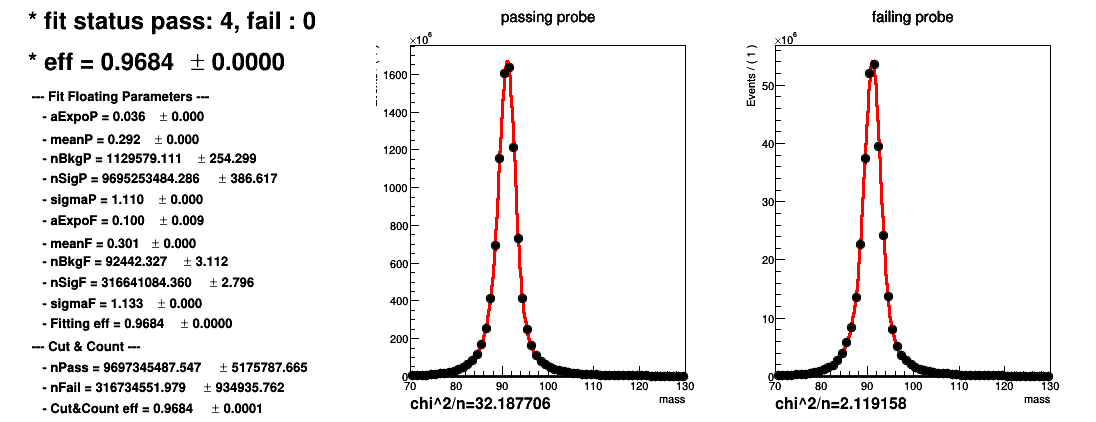 * fit status pass: 4, fail : 0
* eff = 0.9684 ± 0.0000
--- Fit Floating Parameters ---
- aExpoP = 0.036 ± 0.000
- meanP = 0.292 ± 0.000
- nBkgP = 1129579.111 ± 254.299
- nSigP = 9695253484.286 ± 386.617
- sigmaP = 1.110 ± 0.000
- aExpoF = 0.100 ± 0.009
- meanF = 0.301 ± 0.000
- nBkgF = 92442.327 ± 3.112
- nSigF = 316641084.360 ± 2.796
- sigmaF = 1.133 ± 0.000
- Fitting eff = 0.9684 ± 0.0000
--- Cut & Count ---
- nPass = 9697345487.547 ± 5175787.665
- nFail = 316734551.979 ± 934935.762
- Cut&Count eff = 0.9684 ± 0.0001
passing probe
×10^6
1600
1400
1200
1000
800
600
400
200
0
70 80 90 100 110 120 130
mass
chi^2/n=32.187706
failing probe
×10^6
Events / ( 1 )
50
40
30
20
10
0
70 80 90 100 110 120 130
mass
chi^2/n=2.119158